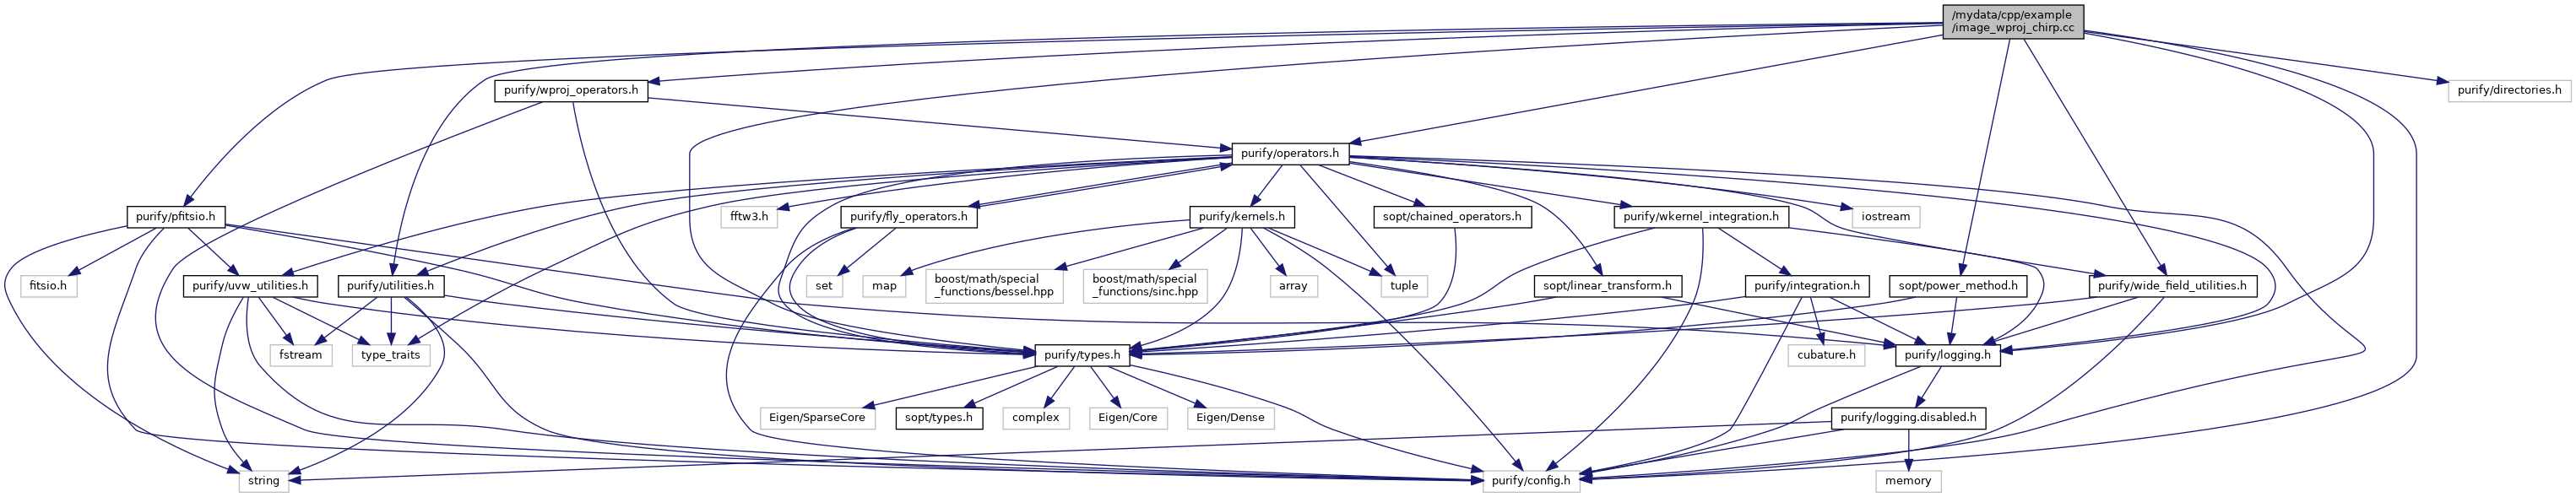 /mydata/cpp/example
/image_wproj_chirp.cc
purify/wproj_operators.h
purify/directories.h
purify/operators.h
purify/pfitsio.h
fftw3.h
purify/fly_operators.h
purify/kernels.h
sopt/chained_operators.h
purify/wkernel_integration.h
iostream
fitsio.h
purify/uvw_utilities.h
purify/utilities.h
set
map
boost/math/special
_functions/bessel.hpp
boost/math/special
_functions/sinc.hpp
array
tuple
sopt/linear_transform.h
purify/integration.h
sopt/power_method.h
purify/wide_field_utilities.h
fstream
type_traits
purify/types.h
cubature.h
purify/logging.h
Eigen/SparseCore
sopt/types.h
complex
Eigen/Core
Eigen/Dense
purify/logging.disabled.h
string
purify/config.h
memory